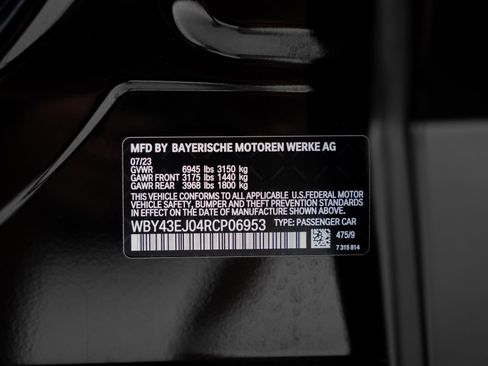 MFD BY BAYERISCHE MOTOREN WERKE AG
07/23
GVWR 6945 lbs 3150 kg
GAWR FRONT 3175 lbs 1440 kg
GAWR REAR 3968 lbs 1800 kg
THIS VEHICLE CONFORMS TO ALL APPLICABLE U.S.FEDERAL MOTOR
VEHICLE SAFETY, BUMPER AND THEFT PREVENTION STANDARDS IN
EFFECT ON THE DATE OF MANUFACTURE SHOWN ABOVE.
WBY43EJ04RCP06953 TYPE: PASSENGER CAR
475/9
7 315 814